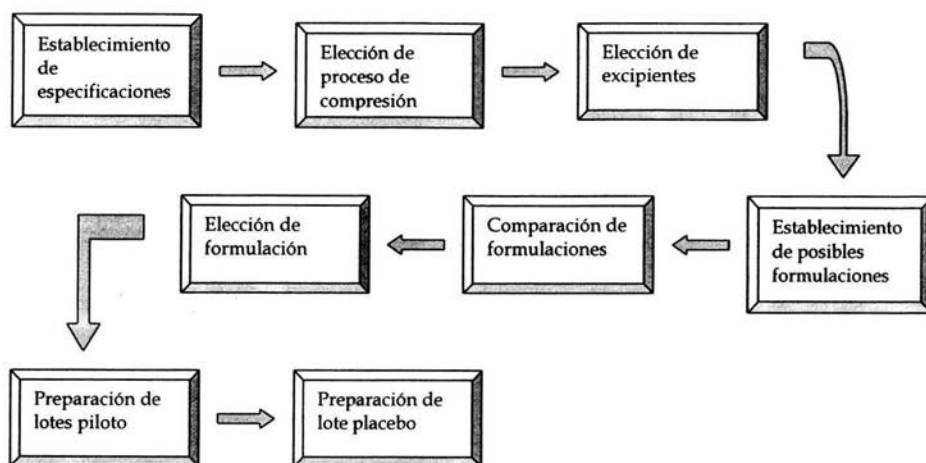 Establecimiento
de
especificaciones
Elección de
proceso de
compresión
Elección de
excipientes
Establecimiento
de posibles
formulaciones
Comparación de
formulaciones
Elección de
formulación
Preparación de
lotes piloto
Preparación de
lote placebo